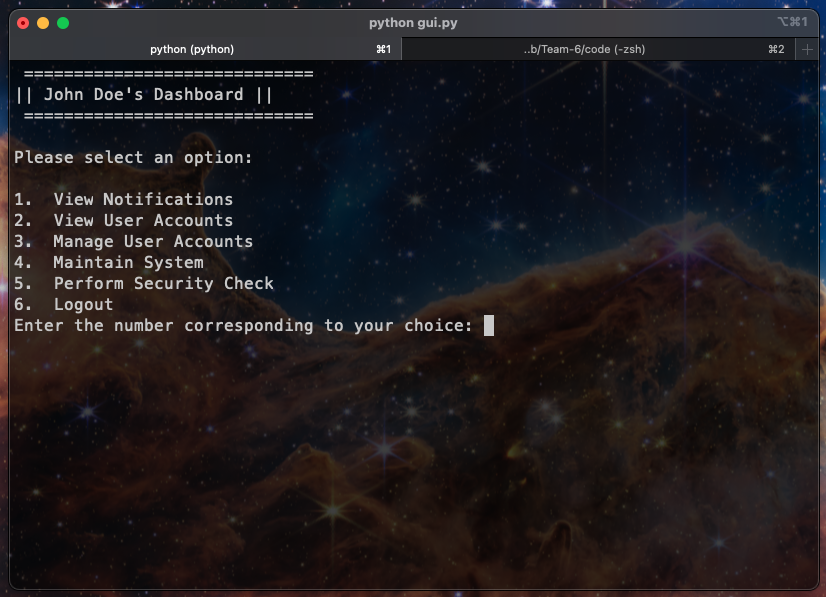 python gui.py
⌥⌘1
python (python)
⌘1
..b/Team-6/code (-zsh)
⌘2
=============================
|| John Doe's Dashboard ||
=============================
Please select an option:
1.  View Notifications
2.  View User Accounts
3.  Manage User Accounts
4.  Maintain System
5.  Perform Security Check
6.  Logout
Enter the number corresponding to your choice: